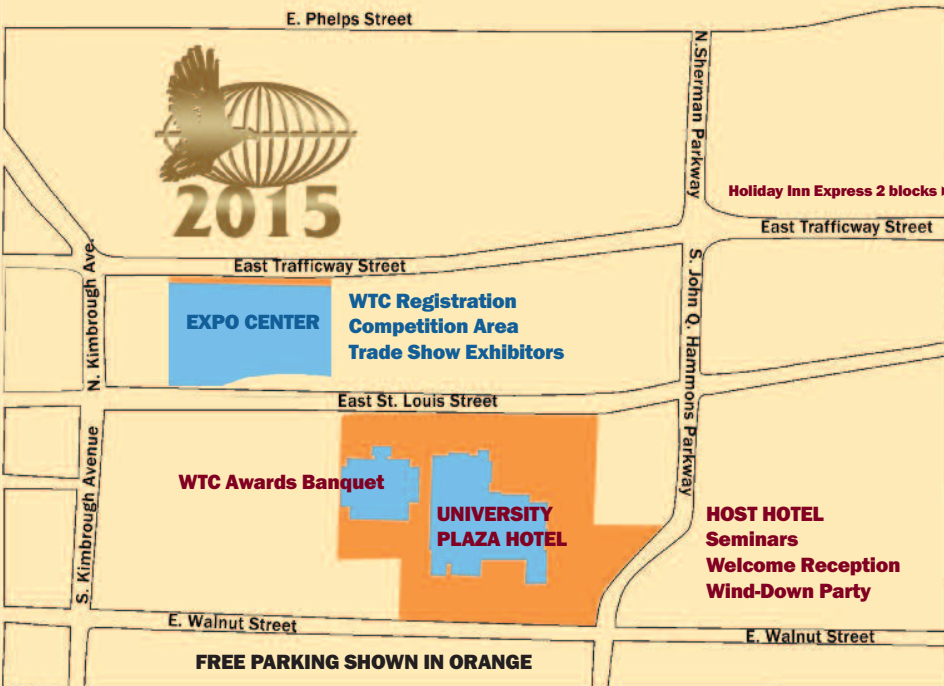 E. Phelps Street
N.Sherman Parkway
2015
Holiday Inn Express 2 blocks
East Trafficway Street
East Trafficway Street
N. Kimbrough Ave.
S. John Q. Hammons Parkway
EXPO CENTER
WTC Registration
Competition Area
Trade Show Exhibitors
East St. Louis Street
S. Kimbrough Avenue
WTC Awards Banquet
UNIVERSITY
PLAZA HOTEL
HOST HOTEL
Seminars
Welcome Reception
Wind-Down Party
E. Walnut Street
E. Walnut Street
FREE PARKING SHOWN IN ORANGE